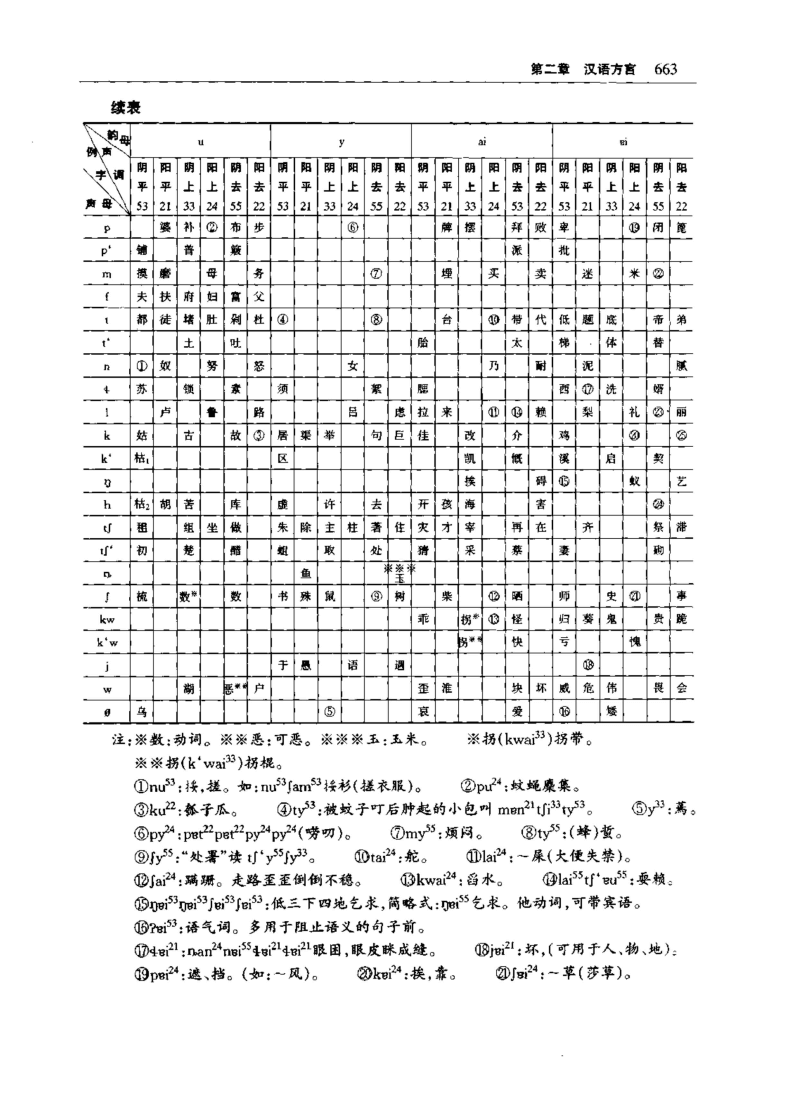 第二章 汉语方言 663
续表
韵母 u y ai ɐi
例字 声调 阴平 阳平 阴上 阳上 阴去 阳去 阴平 阳平 阴上 阳上 阴去 阳去 阴平 阳平 阴上 阳上 阴去 阳去 阴平 阳平 阴上 阳上 阴去 阳去
声母 53 21 33 24 55 22 53 21 33 24 55 22 53 21 33 24 55 22 53 21 33 24 55 22
p 婆 补 ② 布 步 ⑥ 牌 摆 拜 败 卑 ⑲ 闭 篦
p‘ 铺 普 簸 派 批
m 摸 磨 母 务 ⑦ 埋 买 卖 迷 米 ㉒
f 夫 扶 府 妇 富 父
t 都 徒 堵 肚 剁 杜 ④ ⑧ 台 ⑩ 带 代 低 题 底 帝 弟
t‘ 土 吐 胎 太 梯 体 替
n ① 奴 努 怒 女 乃 耐 泥 腻
ɬ 苏 锁 素 须 絮 腮 西 ⑰ 洗 婿
l 卢 鲁 路 吕 虑 拉 来 ⑪ ⑭ 赖 梨 礼 ㉓ 丽
k 姑 古 故 ③ 居 渠 举 句 巨 佳 改 介 鸡 ⑳ ㉕
k‘ 枯₁ 区 凯 慨 溪 启 契
ŋ 挨 碍 ⑮ 蚁 艺
h 枯₂ 胡 苦 库 虚 许 去 开 孩 海 害 ㉔
tʃ 租 组 坐 做 朱 除 主 柱 著 住 灾 才 宰 再 在 齐 祭 滞
tʃ‘ 初 楚 醋 蛆 取 处 猜 采 蔡 妻 砌
ȵ 鱼 ※※※玉
ʃ 梳 数※ 数 书 殊 鼠 ⑨ 树 柴 ⑫ 晒 师 史 ㉑ 事
kw 乖 拐※ ⑬ 怪 归 葵 鬼 贵 跪
k‘w 拐※※ 快 亏 愧
j 于 愚 语 遇 ⑱
w 湖 恶※※ 户 歪 淮 块 坏 威 危 伟 畏 会
ø 乌 ⑤ 哀 爱 ⑯ 矮
注:※数:动词。※※恶:可恶。※※※玉:玉米。 ※拐(kwai³³)拐带。
※※拐(k‘wai³³)拐棍。
①nu⁵³:挼,搓。如:nu⁵³ʃam⁵³挼衫(搓衣服)。 ②pu²⁴:蚊蝇麇集。
③ku²²:瓠子瓜。 ④ty⁵³:被蚊子叮后肿起的小包叫 mɐn²¹tʃi³³ty⁵³。 ⑤y³³:蔫。
⑥py²⁴:pɐt²²pɐt²²py²⁴py²⁴(唠叨)。 ⑦my⁵⁵:烦闷。 ⑧ty⁵⁵:(蜂)蜇。
⑨ʃy⁵⁵:“处署”读 tʃ‘y⁵⁵ʃy³³。 ⑩tai²⁴:舵。 ⑪lai²⁴:~屎(大便失禁)。
⑫ʃai²⁴:蹒跚。走路歪歪倒倒不稳。 ⑬kwai²⁴:舀水。 ⑭lai⁵⁵tʃ‘ɐu⁵⁵:耍赖。
⑮ŋɐi⁵³ŋɐi⁵³ʃɐi⁵³ʃɐi⁵³:低三下四地乞求,简略式:ŋɐi⁵⁵乞求。他动词,可带宾语。
⑯ʔɐi⁵³:语气词。多用于阻止语义的句子前。
⑰ɬɐi²¹:ȵan²⁴nɐi⁵⁵ɬɐi²¹ɬɐi²¹眼困,眼皮眯成缝。 ⑱jɐi²¹:坏,(可用于人、物、地)。
⑲pɐi²⁴:遮、挡。(如:~风)。 ⑳kɐi²⁴:挨,靠。 ㉑ʃɐi²⁴:~草(莎草)。